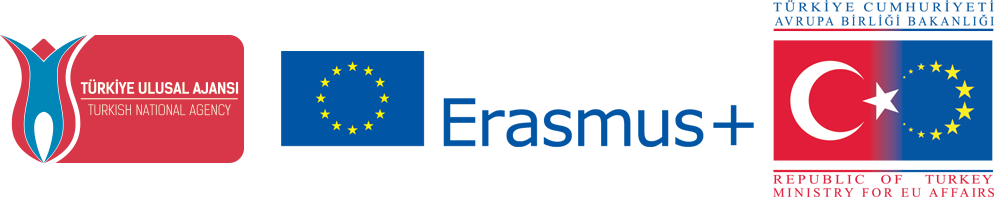 TÜRKİYE ULUSAL AJANSI
TURKISH NATIONAL AGENCY
Erasmus+
TÜRKİYE CUMHURİYETİ
AVRUPA BİRLİĞİ BAKANLIĞI
REPUBLIC OF TURKEY
MINISTRY FOR EU AFFAIRS